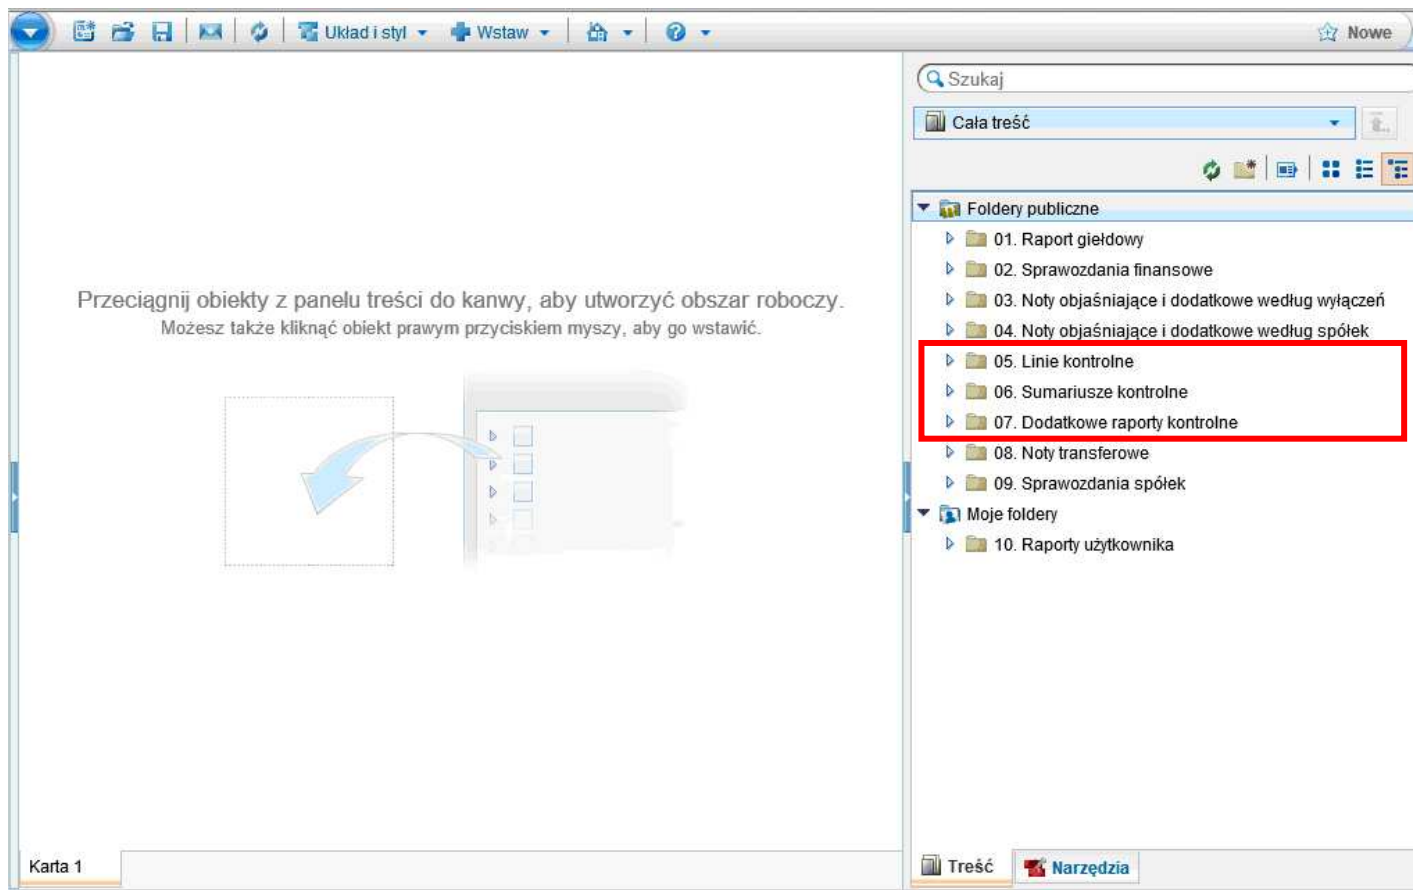 Układ i styl
Wstaw
Nowe
Szukaj
Cała treść
Foldery publiczne
01. Raport giełdowy
02. Sprawozdania finansowe
03. Noty objaśniające i dodatkowe według wyłączeń
04. Noty objaśniające i dodatkowe według spółek
05. Linie kontrolne
06. Sumariusze kontrolne
07. Dodatkowe raporty kontrolne
08. Noty transferowe
09. Sprawozdania spółek
Moje foldery
10. Raporty użytkownika
Przeciągnij obiekty z panelu treści do kanwy, aby utworzyć obszar roboczy.
Możesz także kliknąć obiekt prawym przyciskiem myszy, aby go wstawić.
Karta 1
Treść
Narzędzia